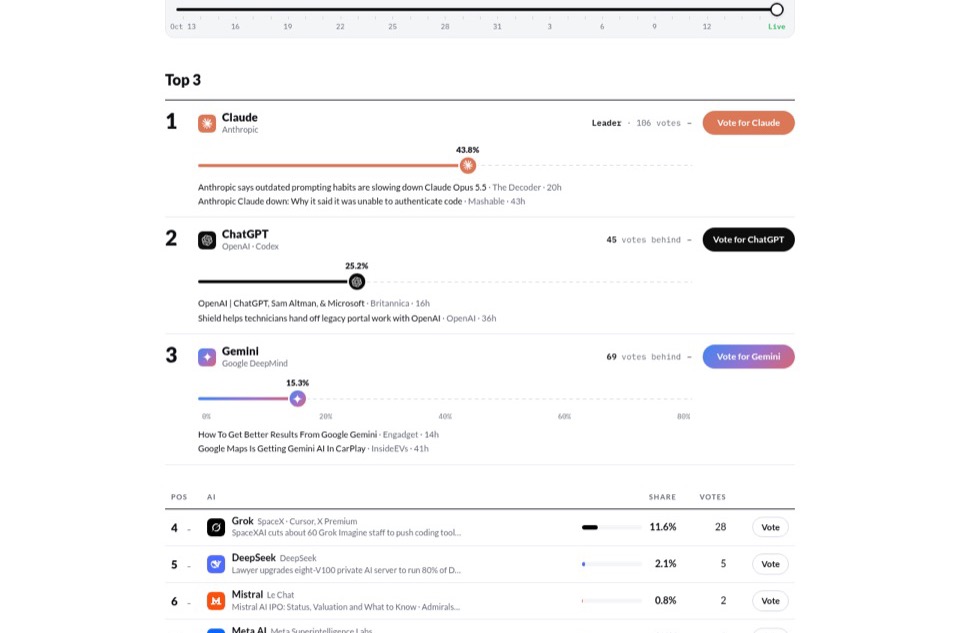 Oct 13 16 19 22 25 28 31 3 6 9 12 Live
Top 3
1 Claude
Anthropic
Leader · 106 votes – Vote for Claude
43.8%
Anthropic says outdated prompting habits are slowing down Claude Opus 5.5 · The Decoder · 20h
Anthropic Claude down: Why it said it was unable to authenticate code · Mashable · 43h
2 ChatGPT
OpenAI · Codex
45 votes behind – Vote for ChatGPT
25.2%
OpenAI | ChatGPT, Sam Altman, & Microsoft · Britannica · 16h
Shield helps technicians hand off legacy portal work with OpenAI · OpenAI · 36h
3 Gemini
Google DeepMind
69 votes behind – Vote for Gemini
15.3%
0% 20% 40% 60% 80%
How To Get Better Results From Google Gemini · Engadget · 14h
Google Maps Is Getting Gemini AI In CarPlay · InsideEVs · 41h
POS AI SHARE VOTES
4 – Grok SpaceX · Cursor, X Premium
SpaceXAI cuts about 60 Grok Imagine staff to push coding tool...
11.6% 28 Vote
5 – DeepSeek DeepSeek
Lawyer upgrades eight-V100 private AI server to run 80% of D...
2.1% 5 Vote
6 – Mistral Le Chat
Mistral AI IPO: Status, Valuation and What to Know · Admirals...
0.8% 2 Vote
Meta AI Meta Superintelligence Labs